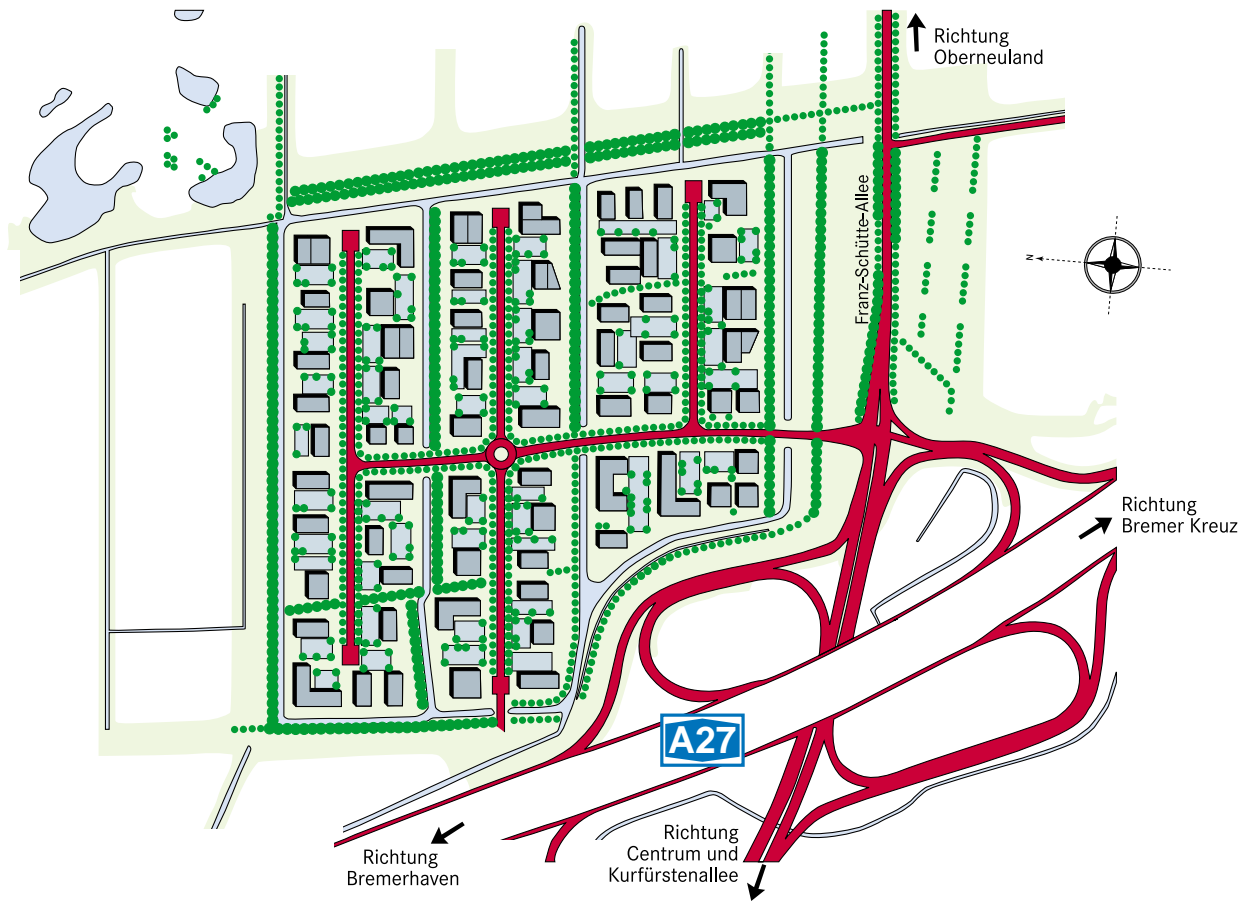 Richtung
Oberneuland
Franz-Schütte-Allee
N
Richtung
Bremer Kreuz
A27
Richtung
Centrum und
Kurfürstenallee
Richtung
Bremerhaven